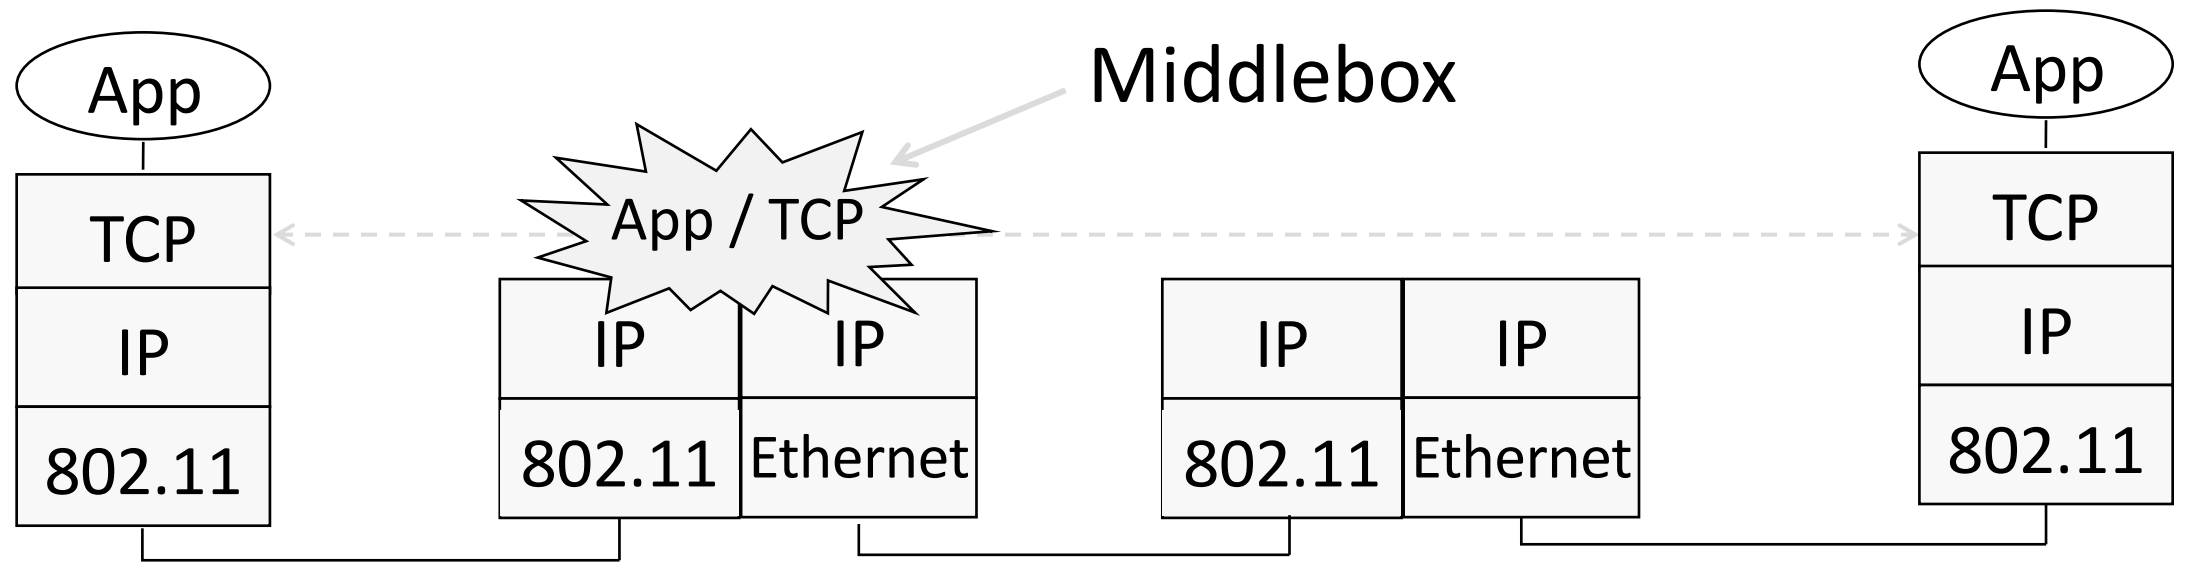 Middlebox
App
TCP
IP
802.11
App / TCP
IP
IP
802.11
Ethernet
IP
IP
802.11
Ethernet
App
TCP
IP
802.11